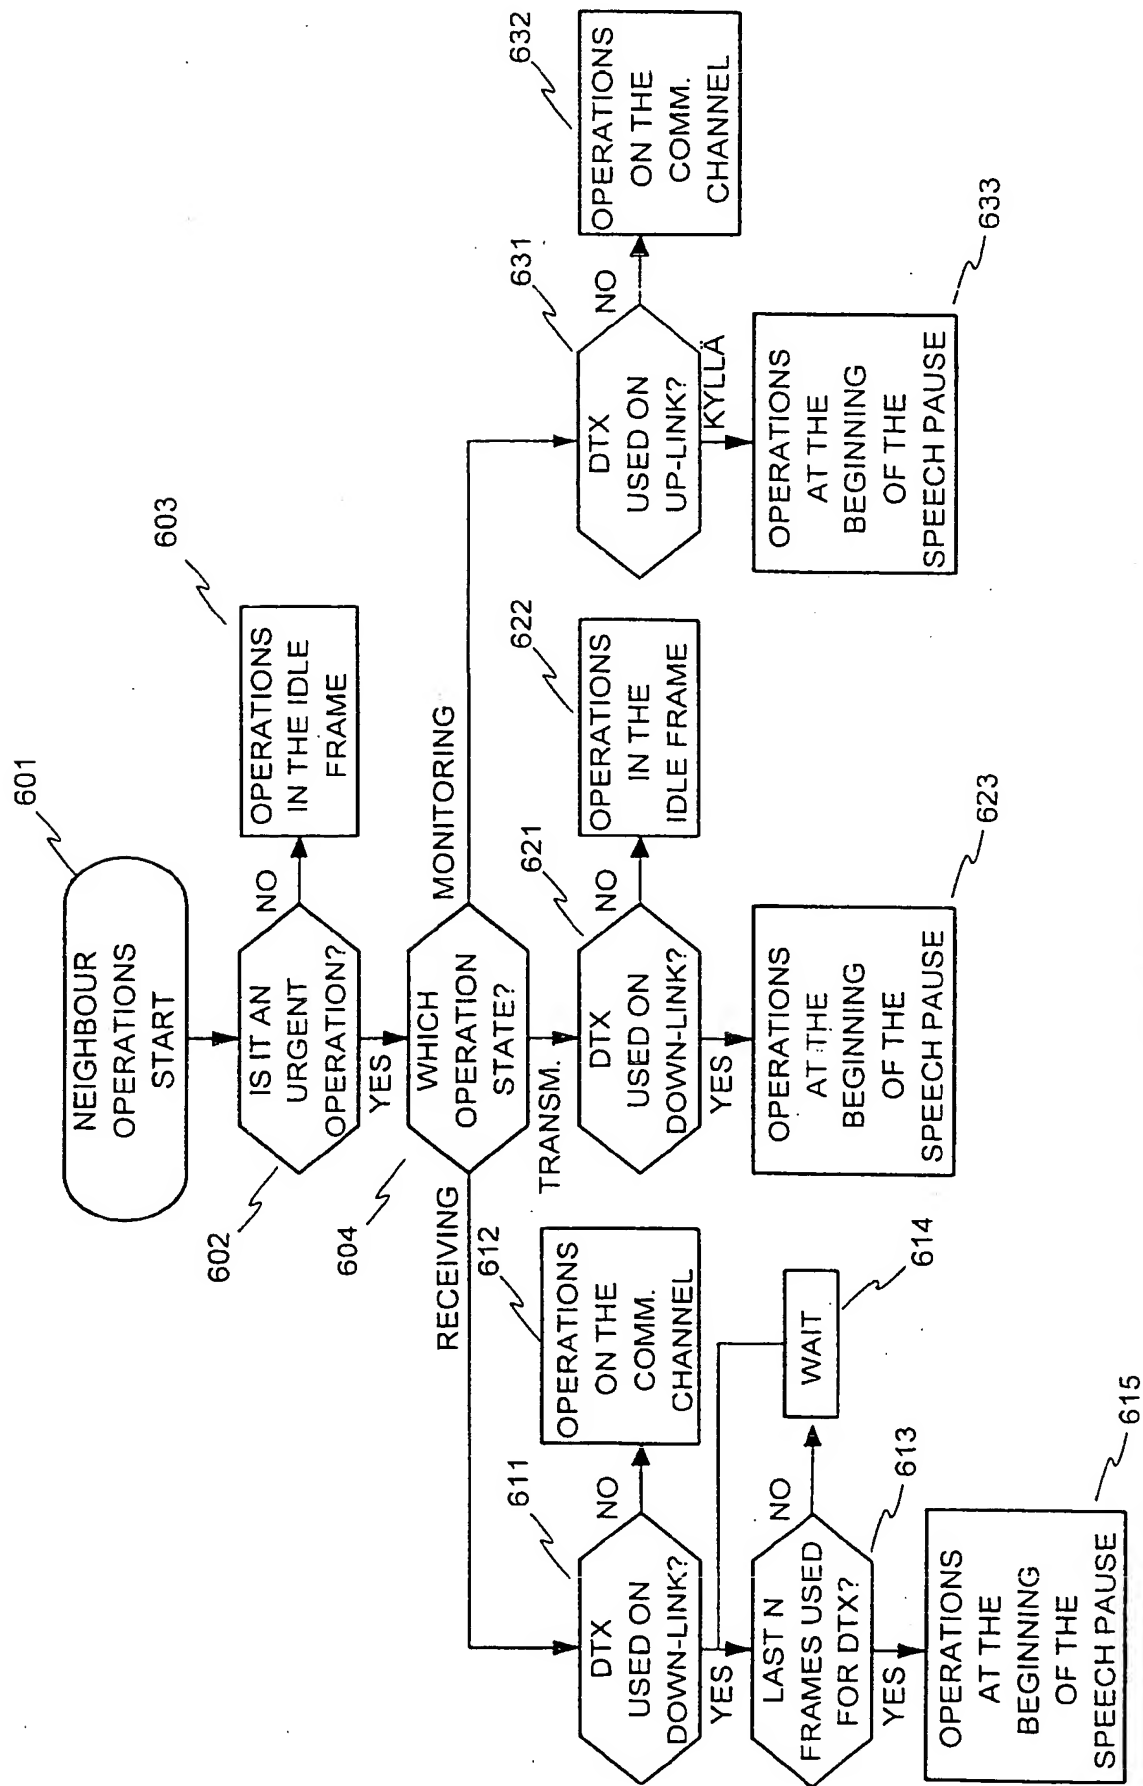 601
NEIGHBOUR
OPERATIONS
START
602
IS IT AN
URGENT
OPERATION?
NO
603
OPERATIONS
IN THE IDLE
FRAME
YES
604
WHICH
OPERATION
STATE?
RECEIVING
TRANSM.
MONITORING
611
DTX
USED ON
DOWN-LINK?
NO
612
OPERATIONS
ON THE
COMM.
CHANNEL
YES
LAST N
FRAMES USED
FOR DTX?
613
NO
WAIT
614
YES
OPERATIONS
AT THE
BEGINNING
OF THE
SPEECH PAUSE
615
621
DTX
USED ON
DOWN-LINK?
NO
622
OPERATIONS
IN THE
IDLE FRAME
YES
OPERATIONS
AT THE
BEGINNING
OF THE
SPEECH PAUSE
623
631
DTX
USED ON
UP-LINK?
NO
632
OPERATIONS
ON THE
COMM.
CHANNEL
KYLLÄ
OPERATIONS
AT THE
BEGINNING
OF THE
SPEECH PAUSE
633